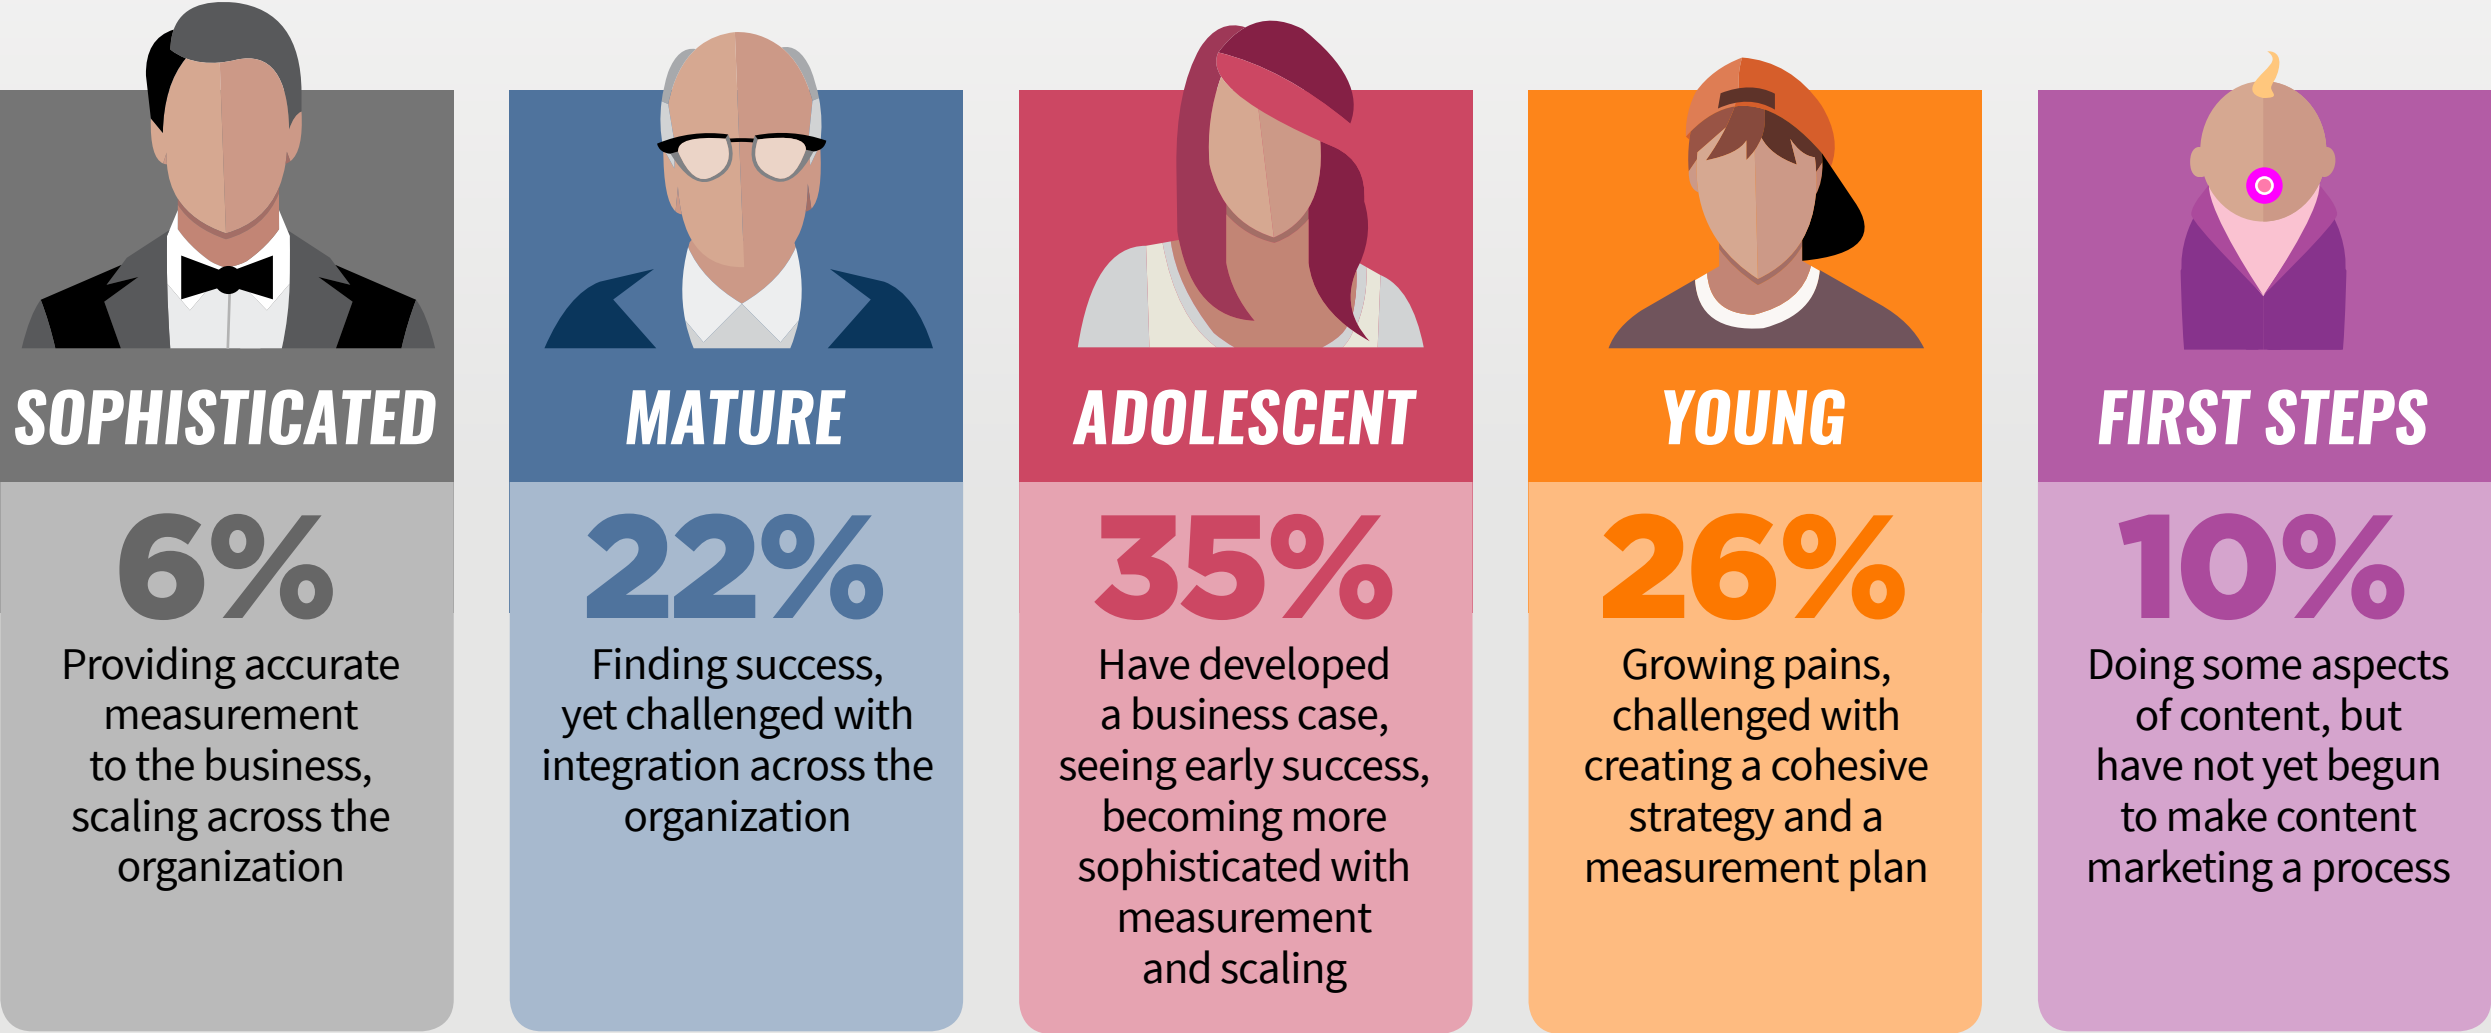 SOPHISTICATED
6%
Providing accurate
measurement
to the business,
scaling across the
organization
MATURE
22%
Finding success,
yet challenged with
integration across the
organization
ADOLESCENT
35%
Have developed
a business case,
seeing early success,
becoming more
sophisticated with
measurement
and scaling
YOUNG
26%
Growing pains,
challenged with
creating a cohesive
strategy and a
measurement plan
FIRST STEPS
10%
Doing some aspects
of content, but
have not yet begun
to make content
marketing a process